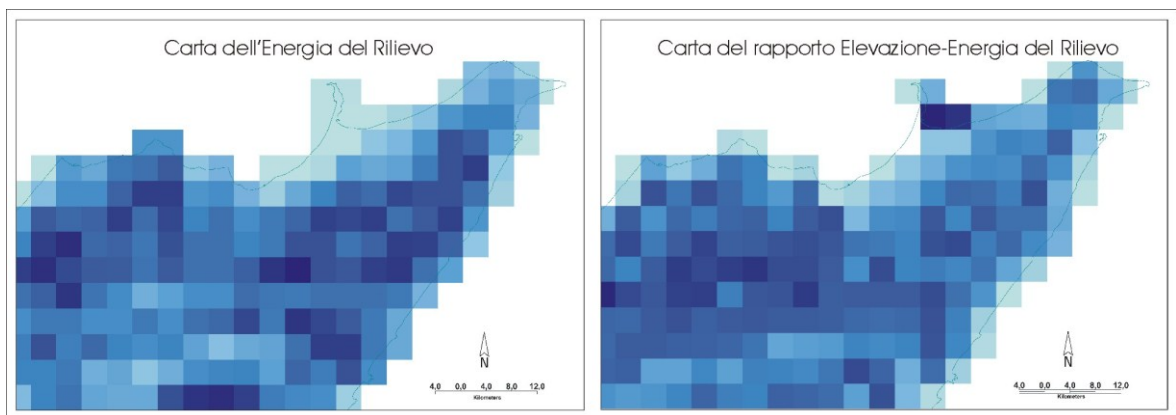 Carta dell'Energia del Rilievo
N
4,0 0,0 4,0 8,0 12,0
Kilometers
Carta del rapporto Elevazione-Energia del Rilievo
N
4,0 0,0 4,0 8,0 12,0
Kilometers